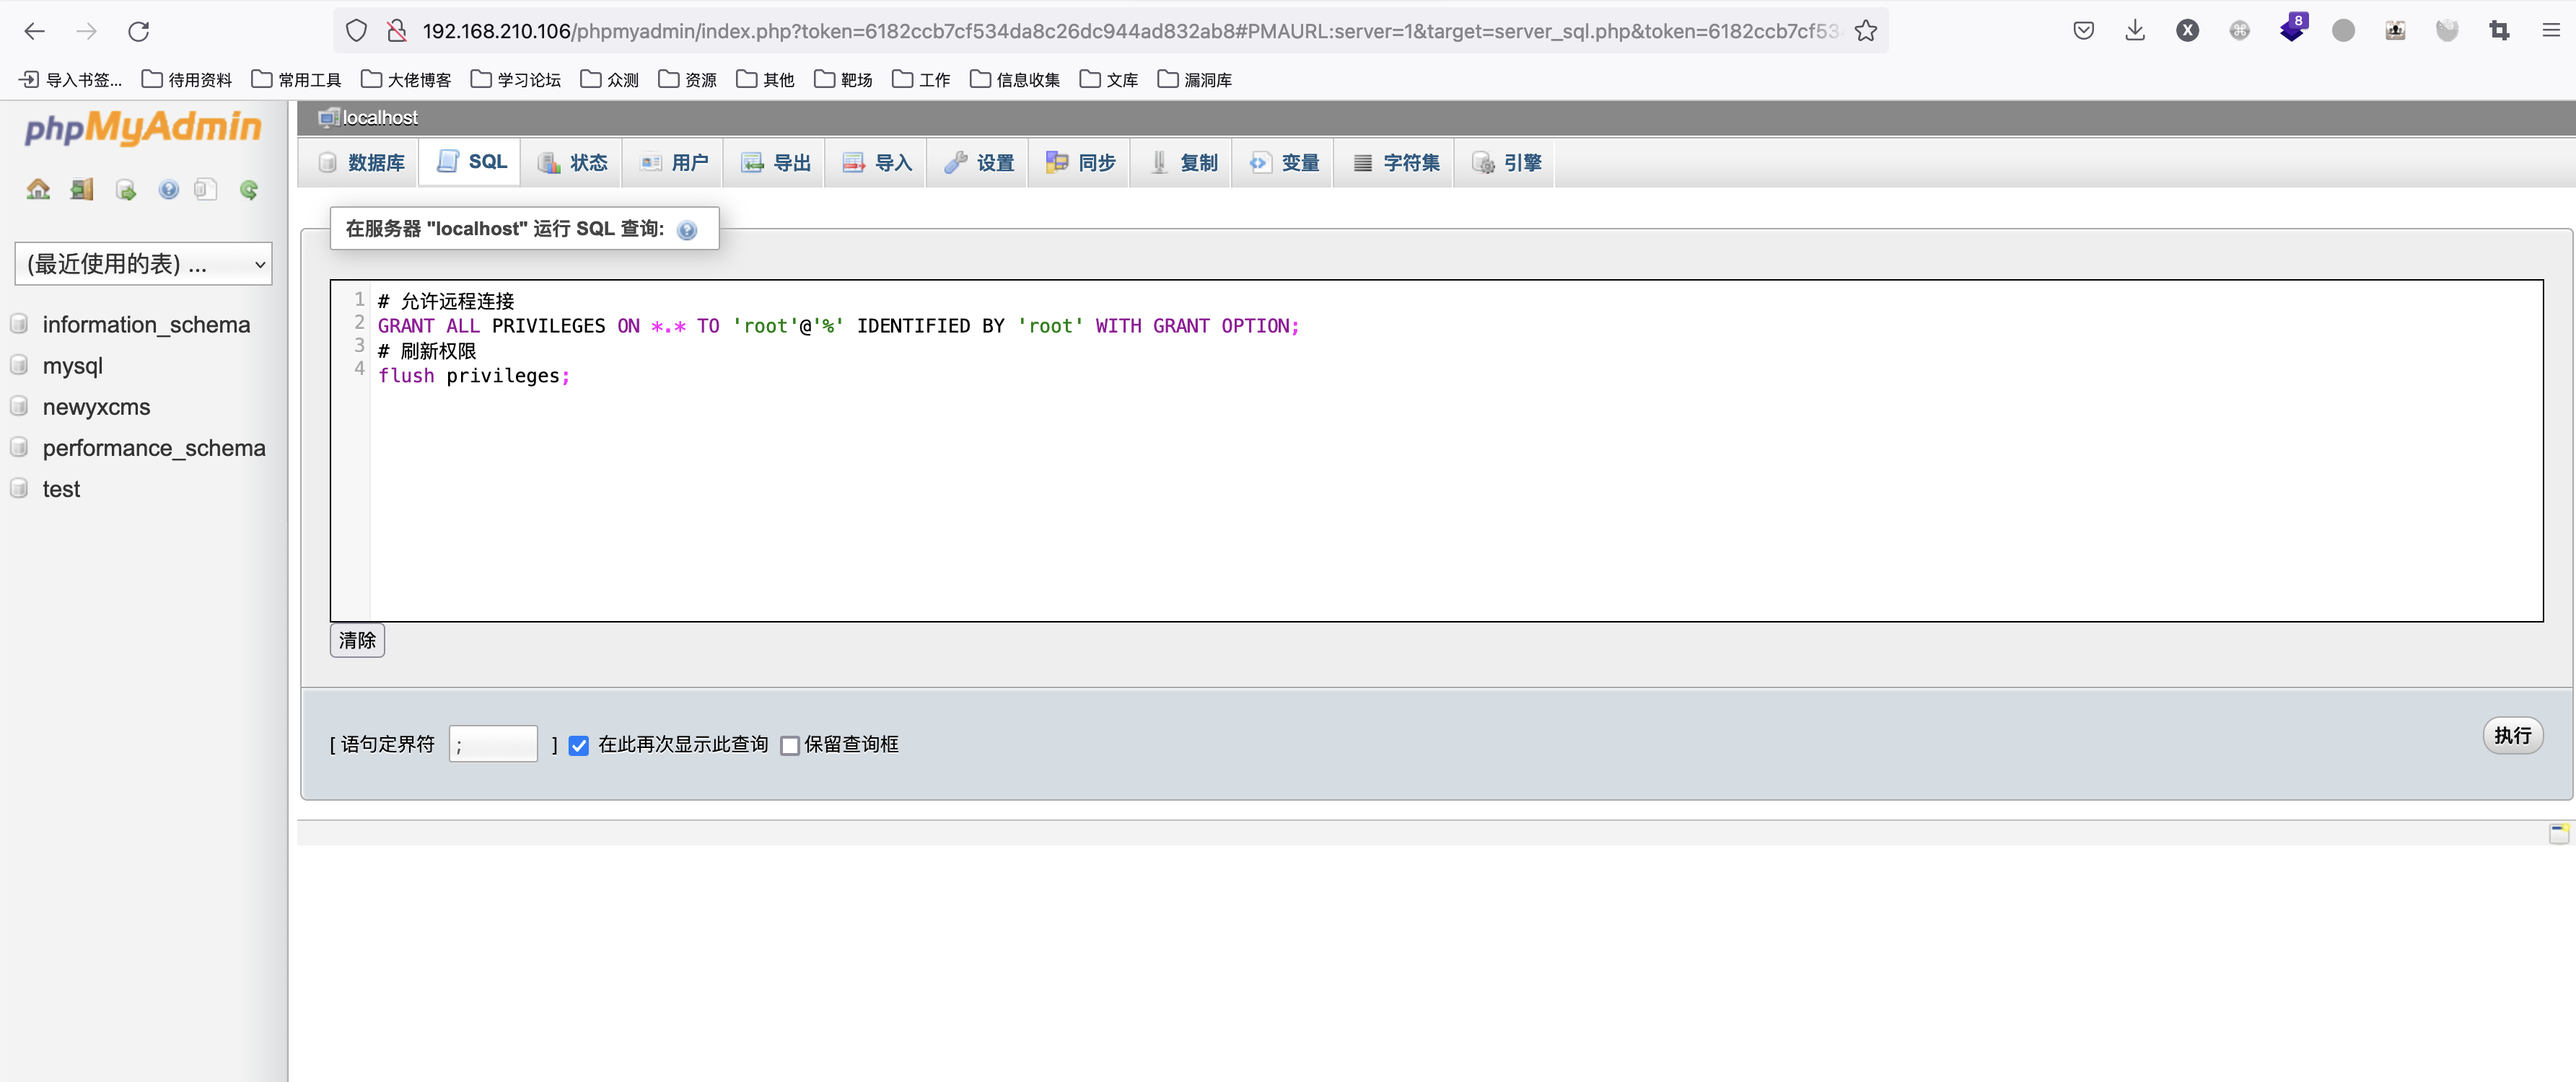 192.168.210.106/phpmyadmin/index.php?token=6182ccb7cf534da8c26dc944ad832ab8#PMAURL:server=1&target=server_sql.php&token=6182ccb7cf53
X
8
导入书签... 待用资料 常用工具 大佬博客 学习论坛 众测 资源 其他 靶场 工作 信息收集 文库 漏洞库
phpMyAdmin
(最近使用的表) ...
information_schema
mysql
newyxcms
performance_schema
test
localhost
数据库 SQL 状态 用户 导出 导入 设置 同步 复制 变量 字符集 引擎
在服务器 "localhost" 运行 SQL 查询:
1 # 允许远程连接
2 GRANT ALL PRIVILEGES ON *.* TO 'root'@'%' IDENTIFIED BY 'root' WITH GRANT OPTION;
3 # 刷新权限
4 flush privileges;
清除
[ 语句定界符 ; ] 在此再次显示此查询 保留查询框
执行